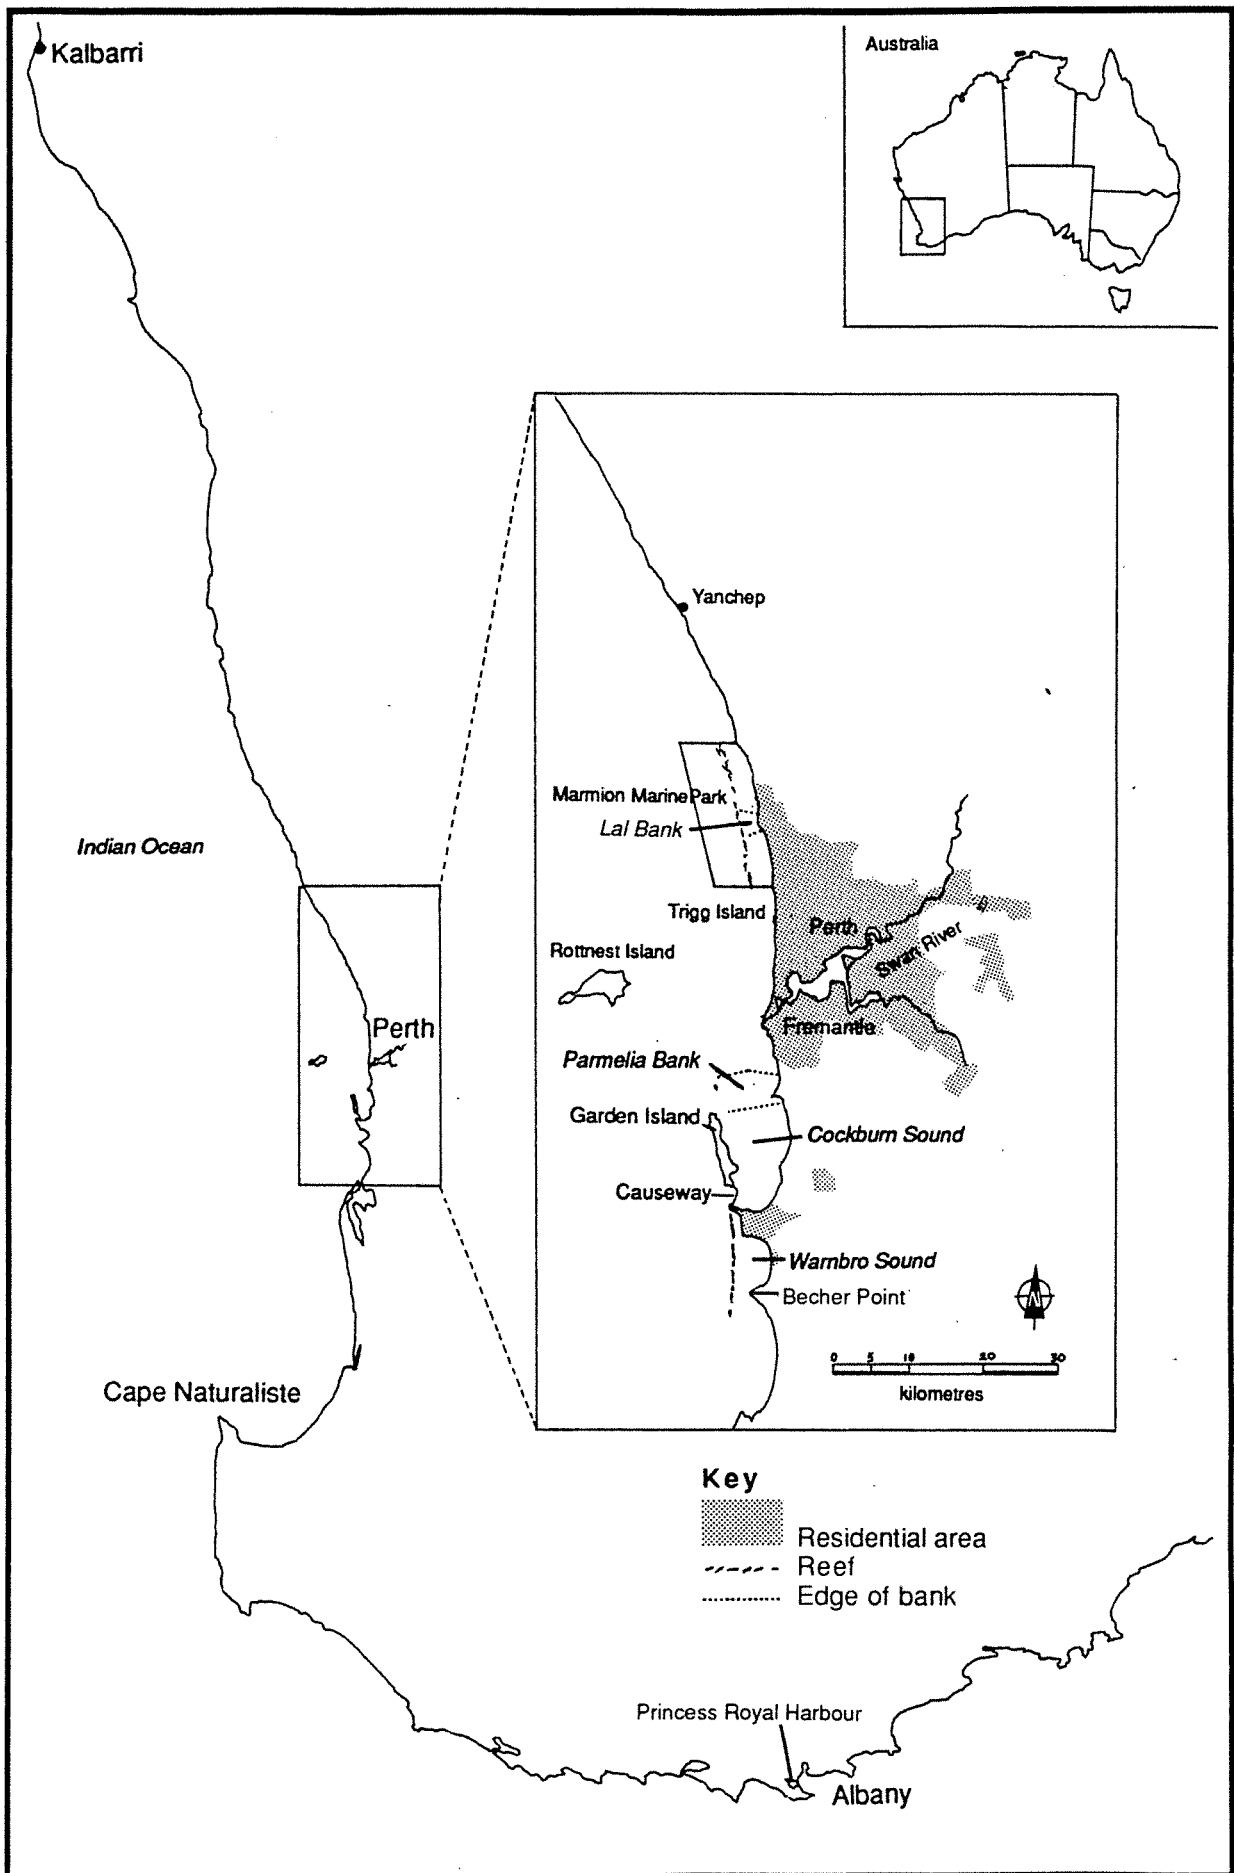 Kalbarri
Australia
Yanchep
Marmion Marine Park
Lal Bank
Indian Ocean
Trigg Island
Perth
Swan River
Rottnest Island
Fremantle
Perth
Parmelia Bank
Garden Island
Cockburn Sound
Causeway
Warnbro Sound
Becher Point
N
0 5 10 20 30
kilometres
Cape Naturaliste
Key
Residential area
Reef
Edge of bank
Princess Royal Harbour
Albany